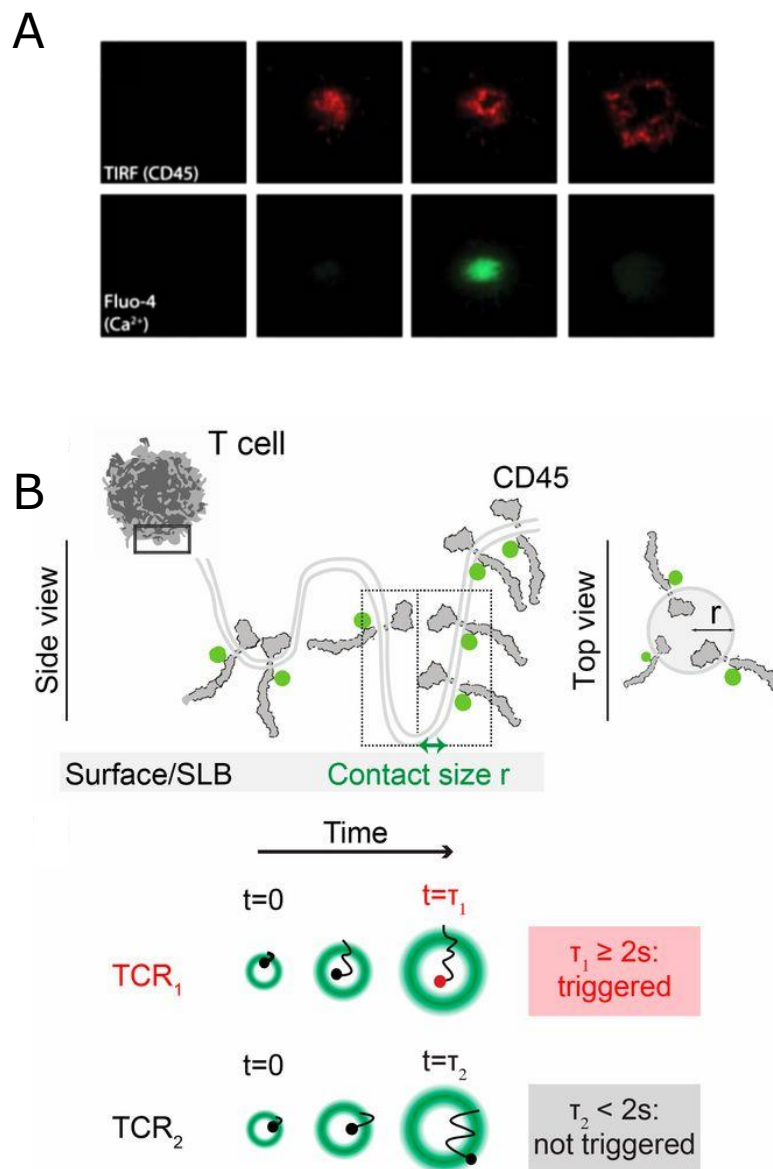 A
TIRF (CD45)
Fluo-4
(Ca²⁺)
B
T cell
CD45
Side view
Top view
r
Surface/SLB
Contact size r
Time
t=0
t=τ₁
TCR₁
τ₁ ≥ 2s:
triggered
t=0
t=τ₂
TCR₂
τ₂ < 2s:
not triggered